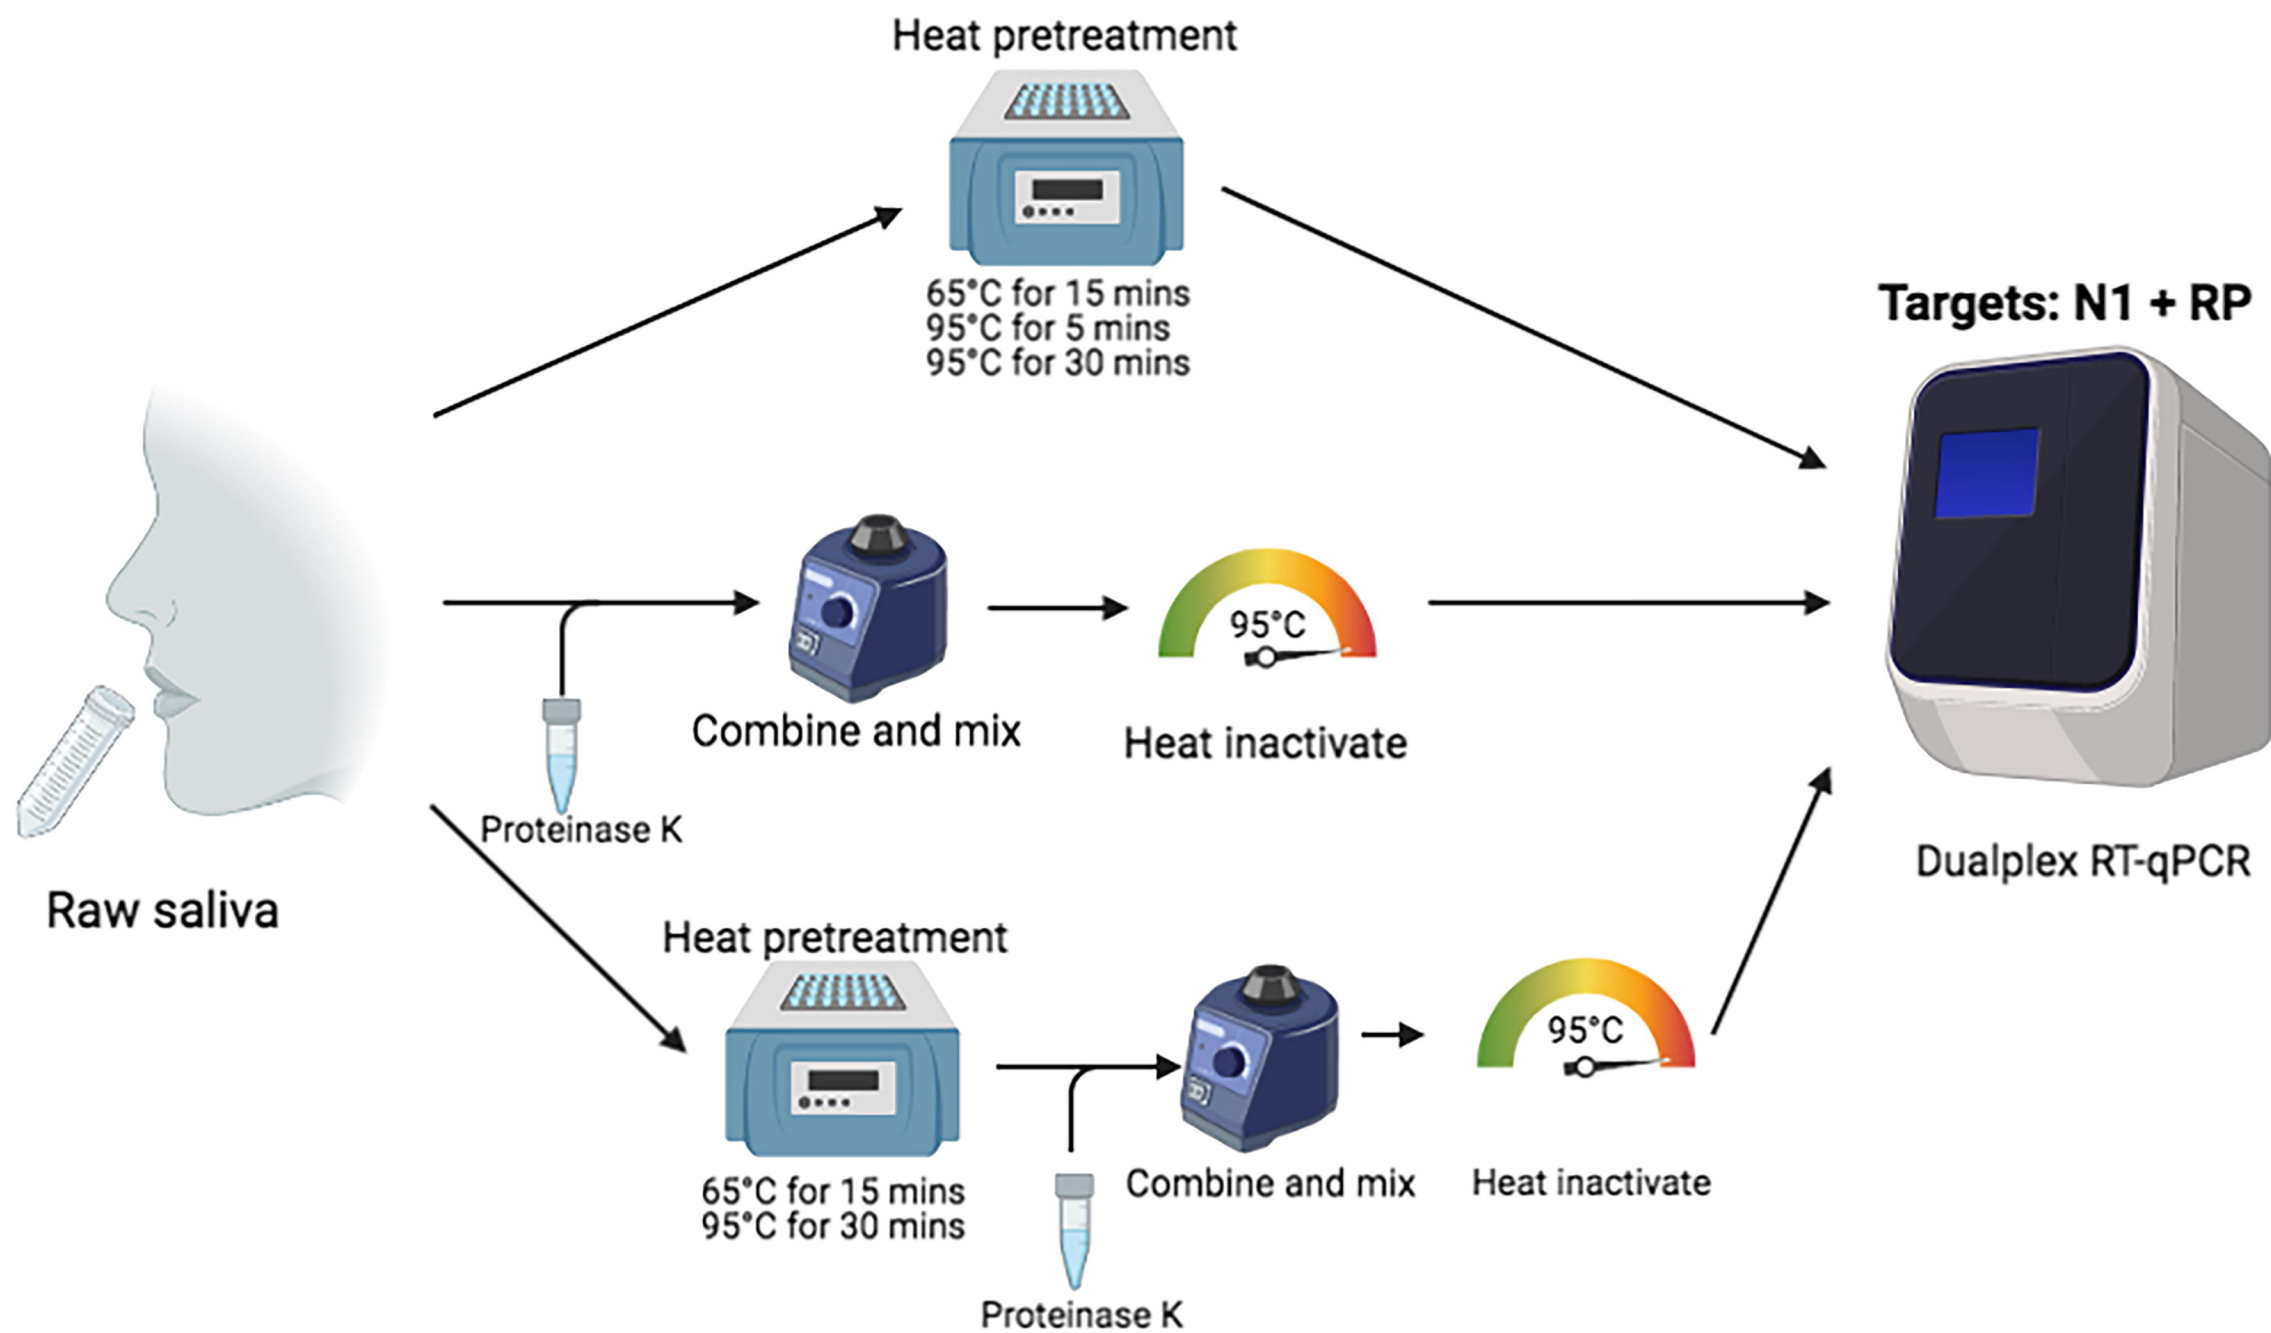 Heat pretreatment
65°C for 15 mins
95°C for 5 mins
95°C for 30 mins
Targets: N1 + RP
95°C
Combine and mix
Heat inactivate
Proteinase K
Dualplex RT-qPCR
Raw saliva
Heat pretreatment
95°C
65°C for 15 mins
95°C for 30 mins
Combine and mix
Heat inactivate
Proteinase K